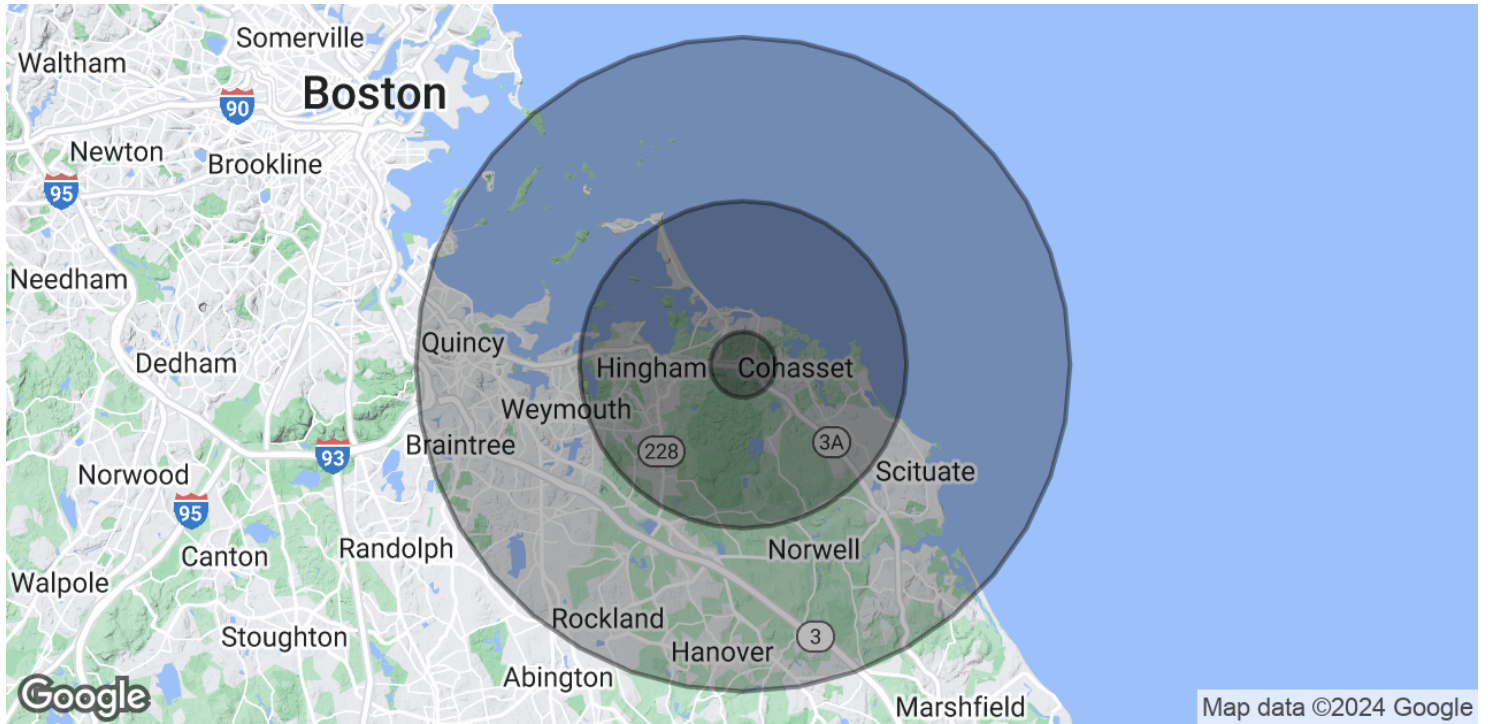 Somerville
Waltham
Boston
90
Newton
Brookline
95
Needham
Quincy
Dedham
Hingham
Cohasset
Weymouth
Braintree
228
3A
93
Norwood
Scituate
95
Canton
Randolph
Norwell
Walpole
Rockland
Stoughton
3
Hanover
Abington
Google
Marshfield
Map data ©2024 Google